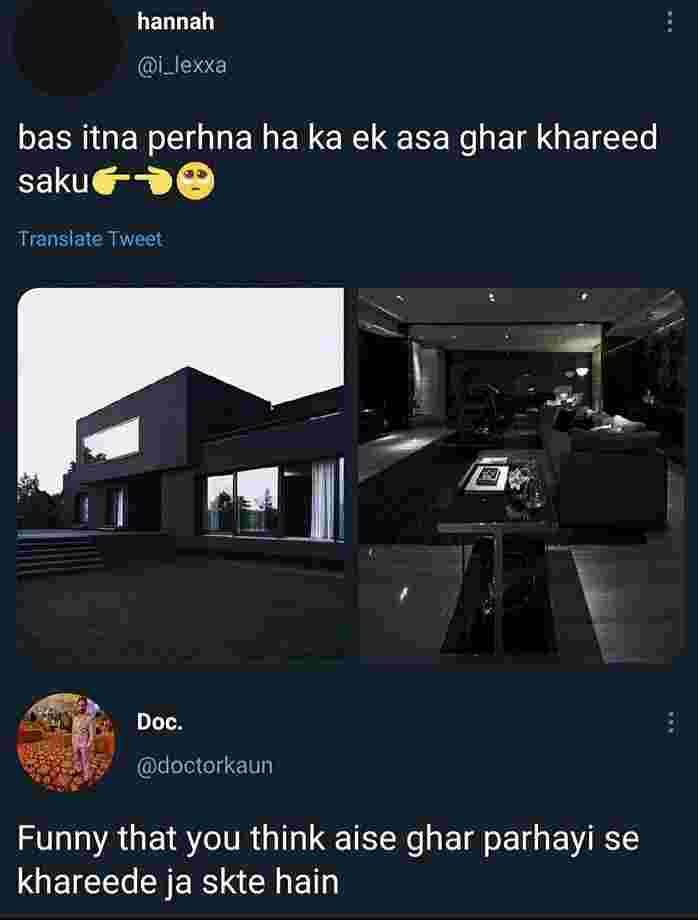 hannah
@i_lexxa
bas itna perhna ha ka ek asa ghar khareed
saku👉👈🥺
Translate Tweet
Doc.
@doctorkaun
Funny that you think aise ghar parhayi se
khareede ja skte hain